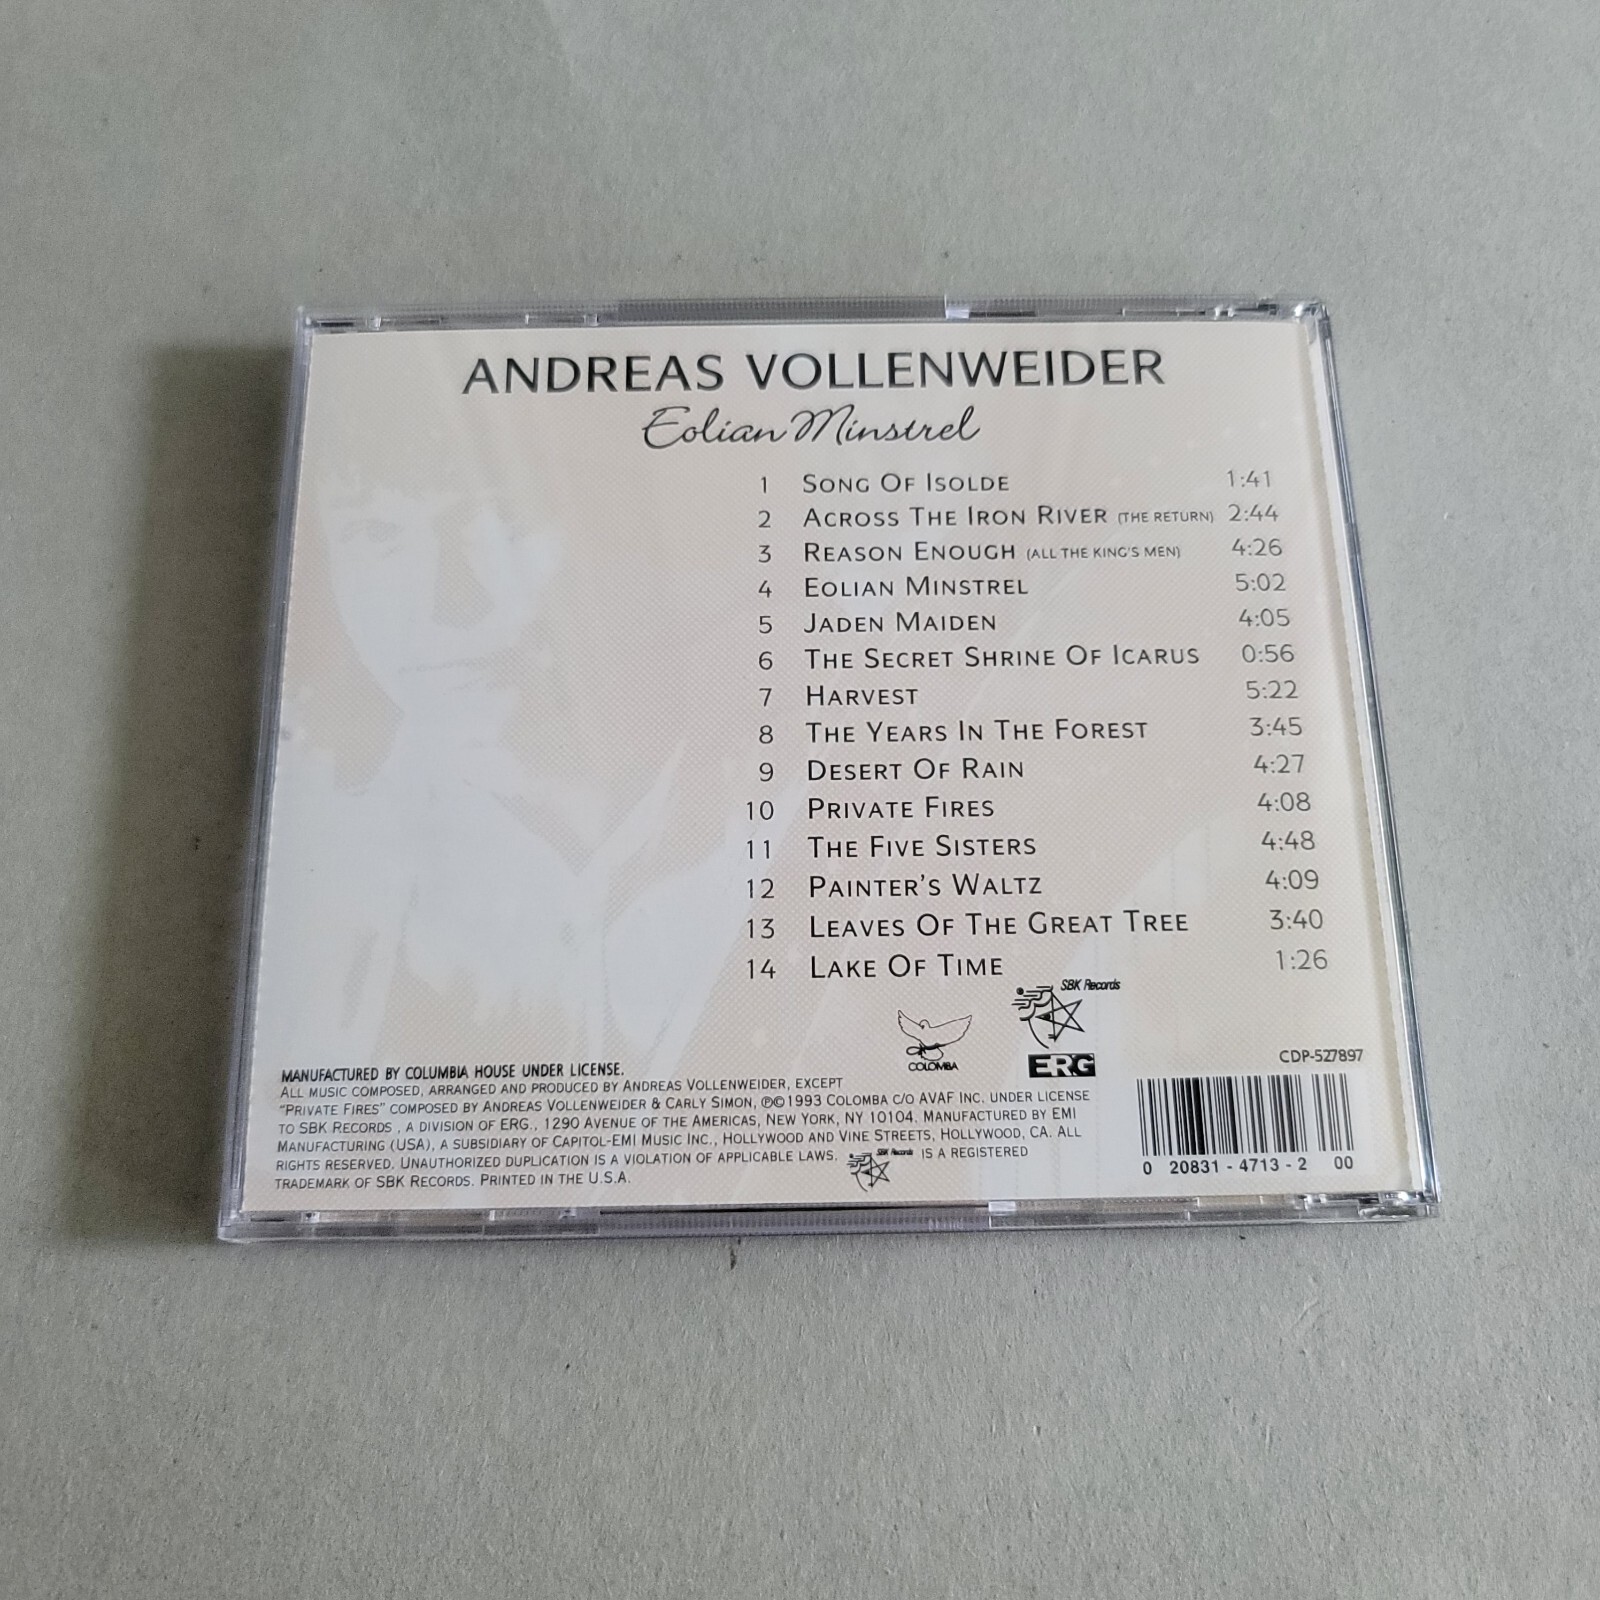 ANDREAS VOLLENWEIDER
Eolian Minstrel
1 SONG OF ISOLDE 1:41
2 ACROSS THE IRON RIVER (THE RETURN) 2:44
3 REASON ENOUGH (ALL THE KING'S MEN) 4:26
4 EOLIAN MINSTREL 5:02
5 JADEN MAIDEN 4:05
6 THE SECRET SHRINE OF ICARUS 0:56
7 HARVEST 5:22
8 THE YEARS IN THE FOREST 3:45
9 DESERT OF RAIN 4:27
10 PRIVATE FIRES 4:08
11 THE FIVE SISTERS 4:48
12 PAINTER'S WALTZ 4:09
13 LEAVES OF THE GREAT TREE 3:40
14 LAKE OF TIME 1:26
SBK Records
COLOMBA
ERG
CDP-527897
MANUFACTURED BY COLUMBIA HOUSE UNDER LICENSE.
ALL MUSIC COMPOSED, ARRANGED AND PRODUCED BY ANDREAS VOLLENWEIDER, EXCEPT
"PRIVATE FIRES" COMPOSED BY ANDREAS VOLLENWEIDER & CARLY SIMON, ℗©1993 COLOMBA C/O AVAF INC. UNDER LICENSE
TO SBK RECORDS , A DIVISION OF ERG., 1290 AVENUE OF THE AMERICAS, NEW YORK, NY 10104. MANUFACTURED BY EMI
MANUFACTURING (USA), A SUBSIDIARY OF CAPITOL-EMI MUSIC INC., HOLLYWOOD AND VINE STREETS, HOLLYWOOD, CA. ALL
RIGHTS RESERVED. UNAUTHORIZED DUPLICATION IS A VIOLATION OF APPLICABLE LAWS. SBK Records IS A REGISTERED
TRADEMARK OF SBK RECORDS. PRINTED IN THE U.S.A.
0 20831 - 4713 - 2 00